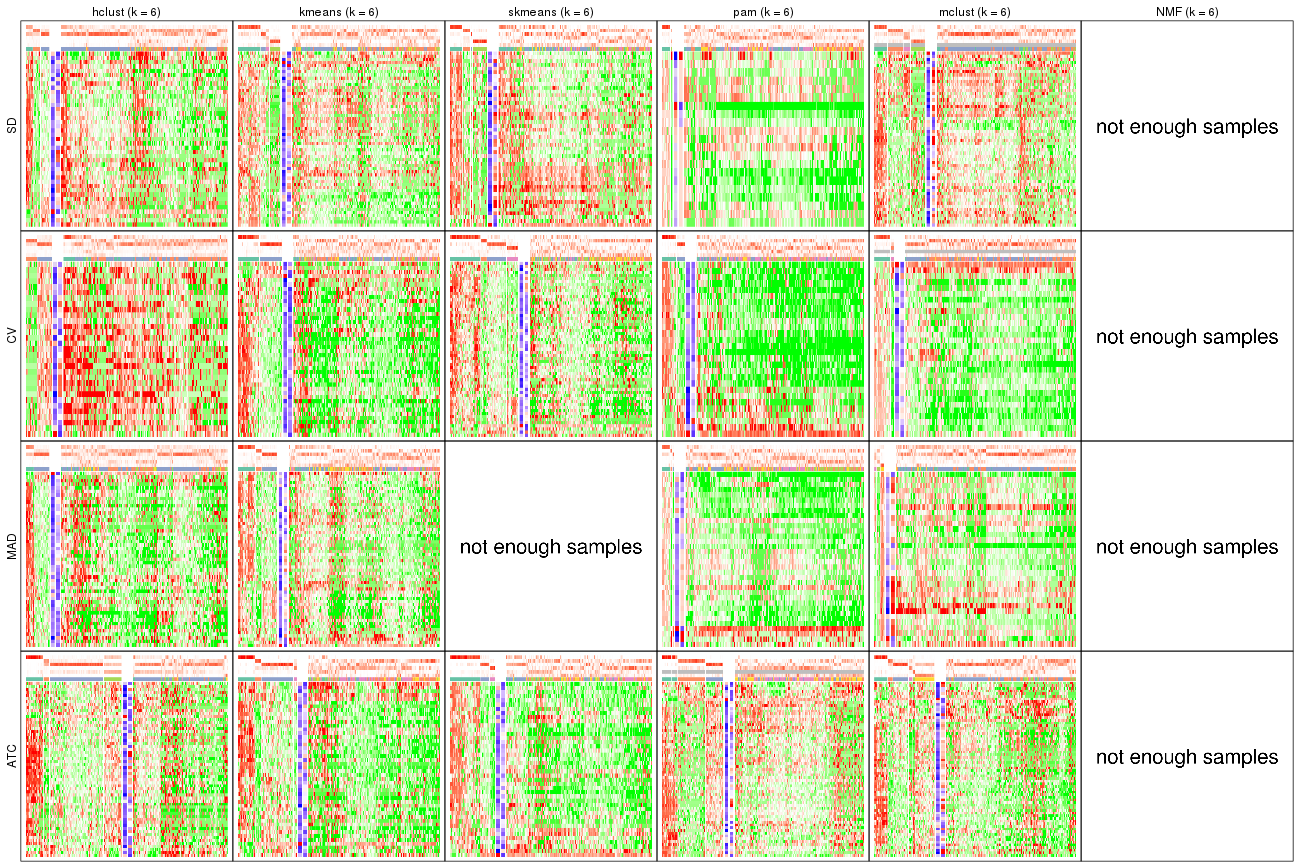 hclust (k = 6)
kmeans (k = 6)
skmeans (k = 6)
pam (k = 6)
mclust (k = 6)
NMF (k = 6)
SD
not enough samples
CV
not enough samples
MAD
not enough samples
not enough samples
ATC
not enough samples